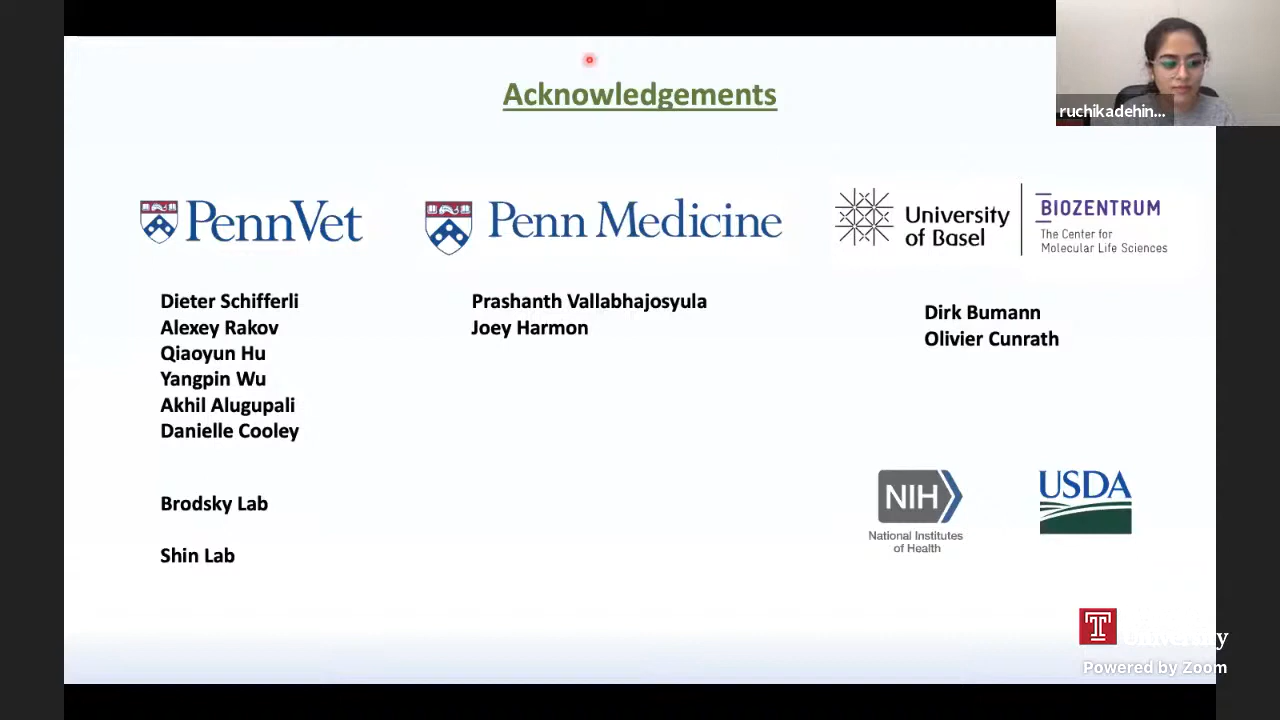 Acknowledgements
ruchikadehin...
PennVet
Penn Medicine
University
of Basel
BIOZENTRUM
The Center for
Molecular Life Sciences
Dieter Schifferli
Alexey Rakov
Qiaoyun Hu
Yangpin Wu
Akhil Alugupali
Danielle Cooley
Brodsky Lab
Shin Lab
Prashanth Vallabhajosyula
Joey Harmon
Dirk Bumann
Olivier Cunrath
NIH
National Institutes
of Health
USDA
T
University
Powered by Zoom